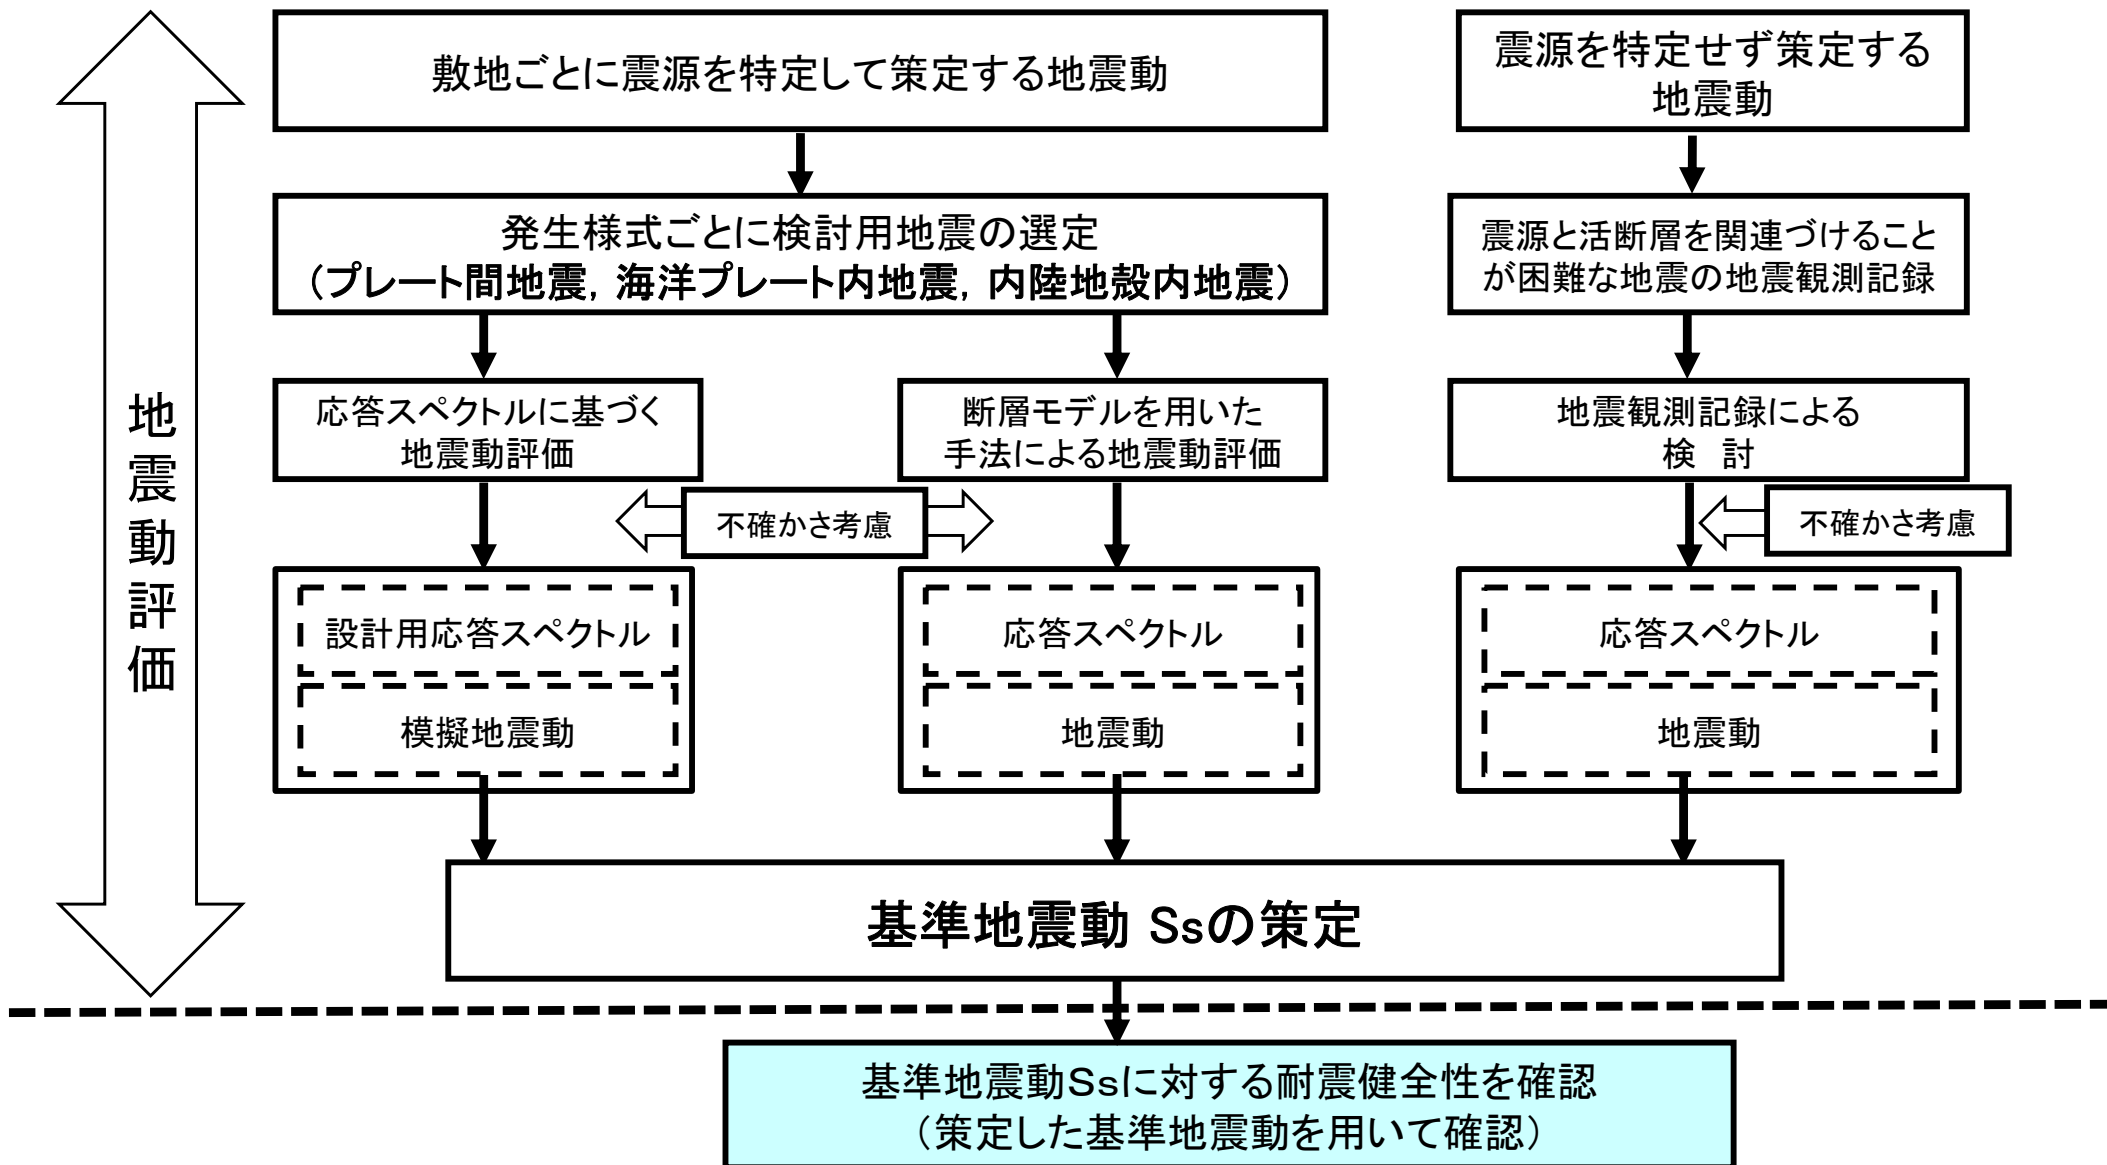 敷地ごとに震源を特定して策定する地震動
震源を特定せず策定する
地震動
発生様式ごとに検討用地震の選定
（プレート間地震，海洋プレート内地震，内陸地殻内地震）
震源と活断層を関連づけること
が困難な地震の地震観測記録
地震動評価
応答スペクトルに基づく
地震動評価
断層モデルを用いた
手法による地震動評価
地震観測記録による
検　討
不確かさ考慮
不確かさ考慮
設計用応答スペクトル
模擬地震動
応答スペクトル
地震動
応答スペクトル
地震動
基準地震動 Ssの策定
基準地震動Ｓｓに対する耐震健全性を確認
（策定した基準地震動を用いて確認）